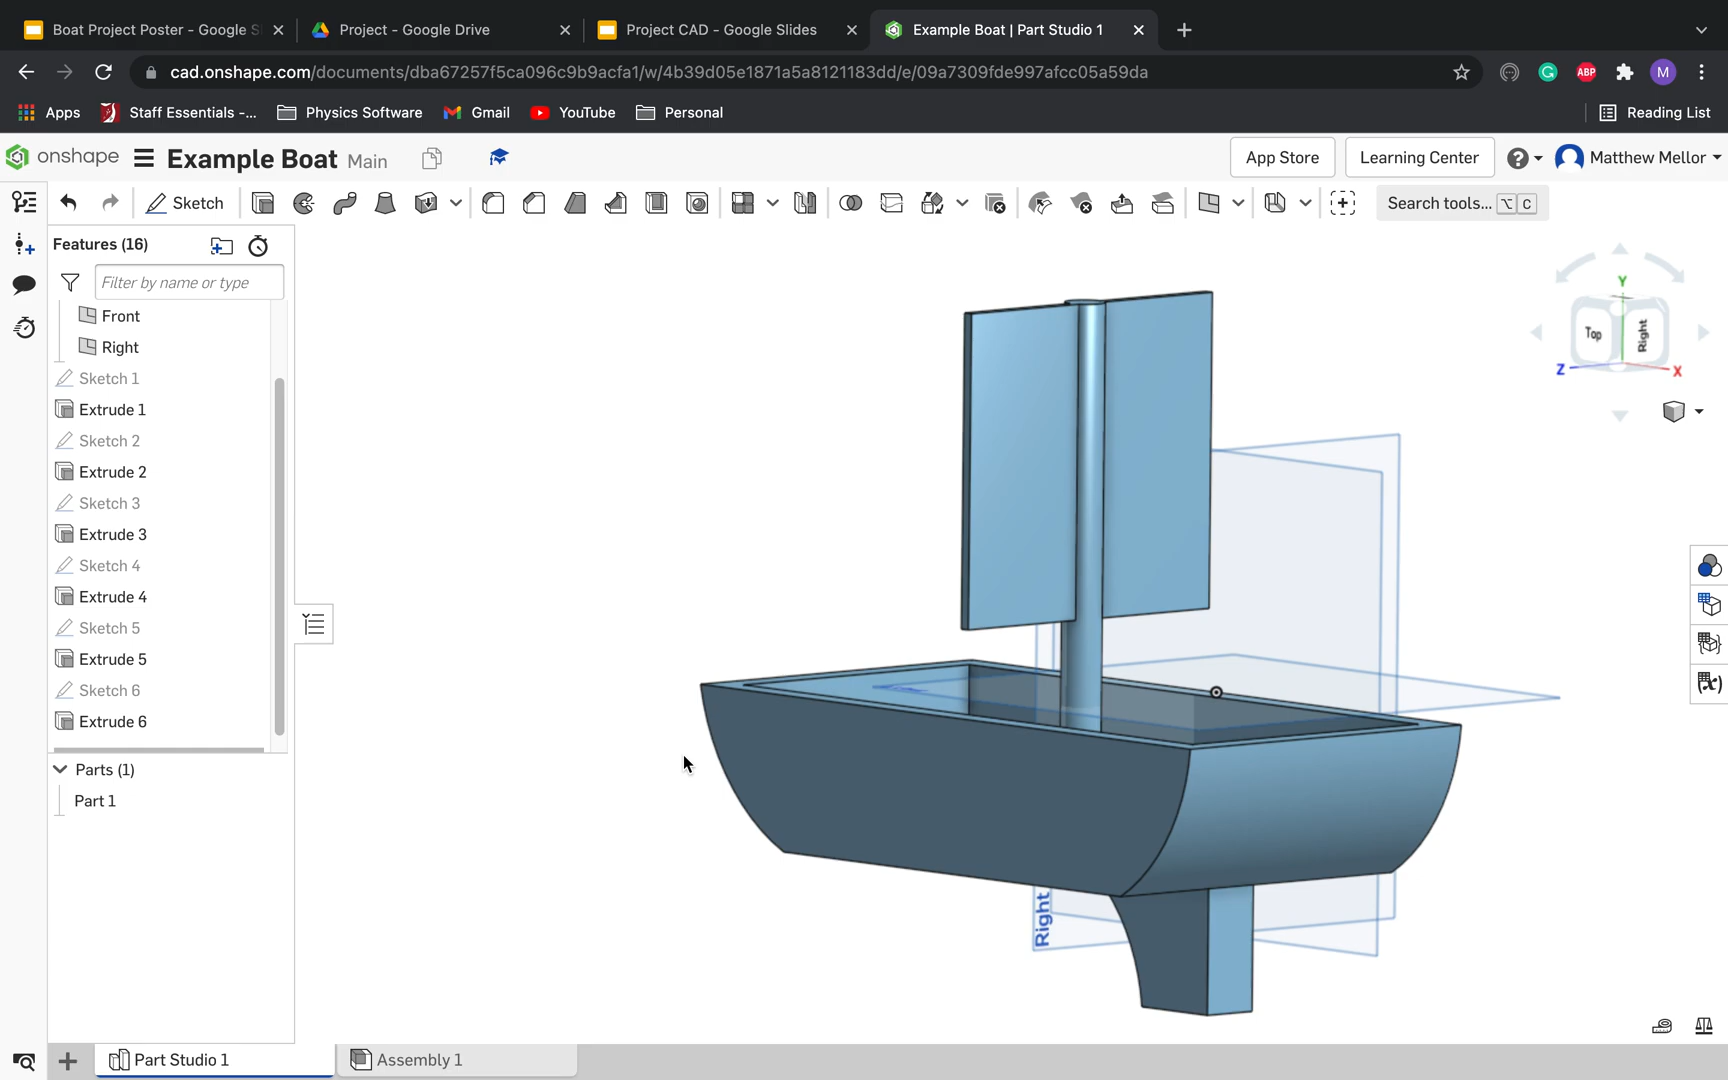 Boat Project Poster - Google S
Project - Google Drive
Project CAD - Google Slides
Example Boat | Part Studio 1
cad.onshape.com/documents/dba67257f5ca096c9b9acfa1/w/4b39d05e1871a5a8121183dd/e/09a7309fde997afcc05a59da
ABP
M
Apps
Staff Essentials -...
Physics Software
Gmail
YouTube
Personal
Reading List
onshape
Example Boat Main
App Store
Learning Center
Matthew Mellor
Sketch
Search tools... ⌥ C
Features (16)
Filter by name or type
Front
Right
Sketch 1
Extrude 1
Sketch 2
Extrude 2
Sketch 3
Extrude 3
Sketch 4
Extrude 4
Sketch 5
Extrude 5
Sketch 6
Extrude 6
Parts (1)
Part 1
Y
Top
Right
Z
X
Right
Part Studio 1
Assembly 1